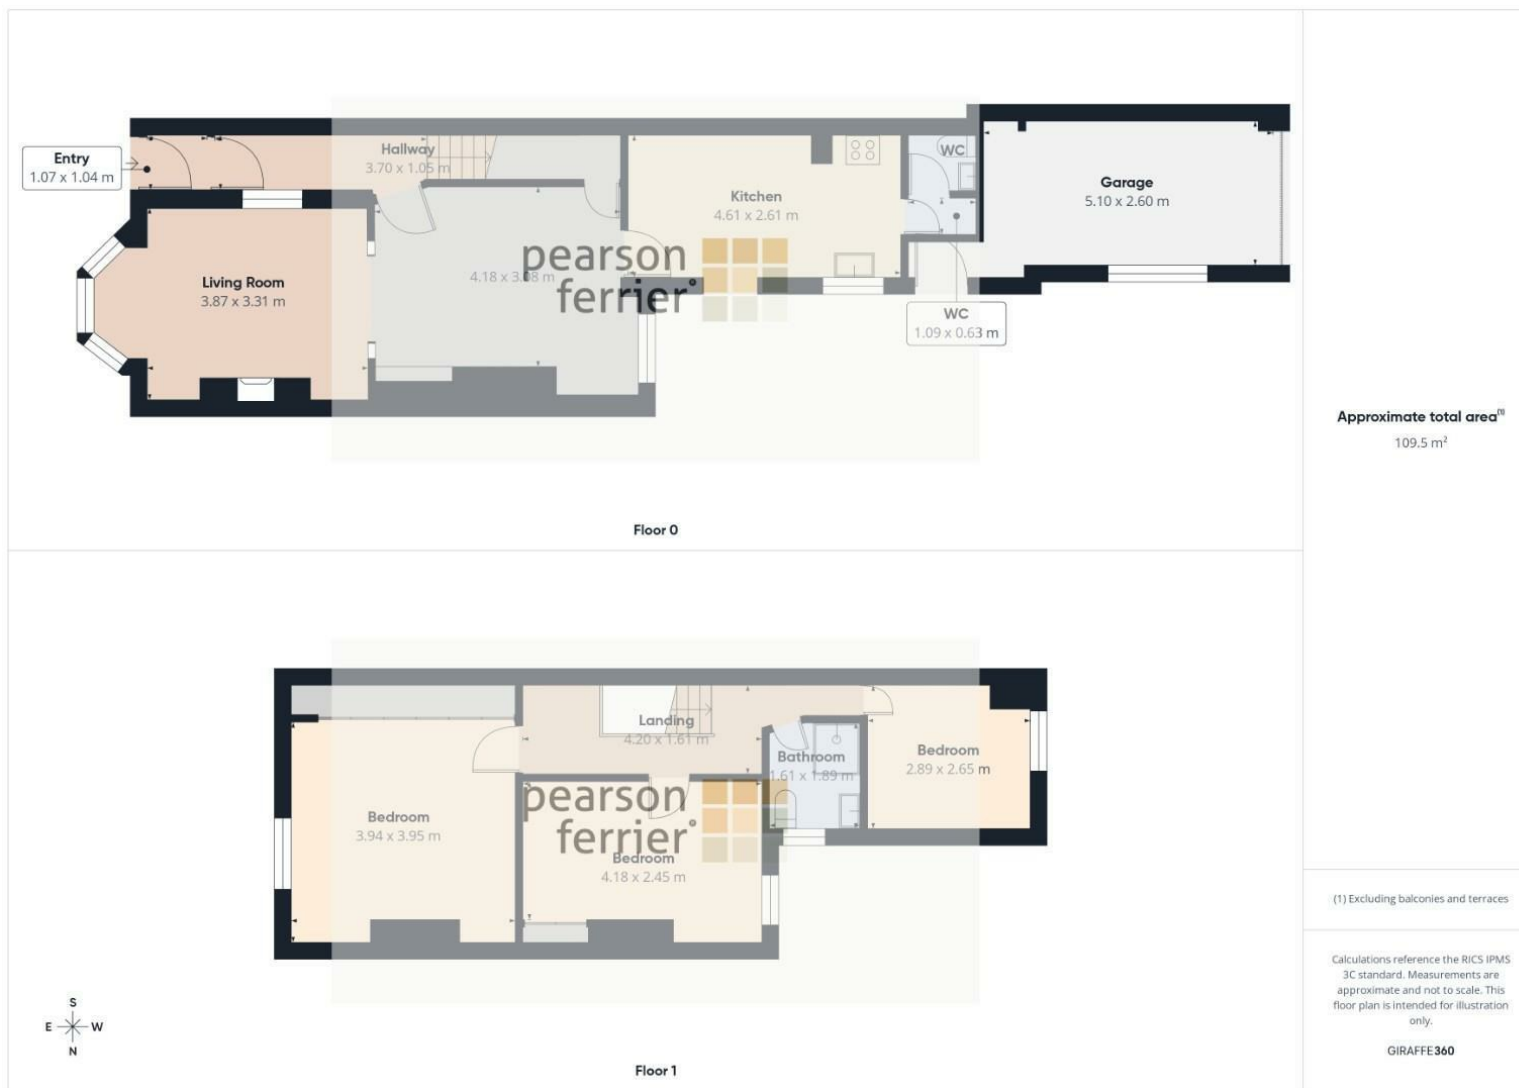 Entry
1.07 x 1.04 m
Hallway
3.70 x 1.05 m
Living Room
3.87 x 3.31 m
pearson
ferrier
Kitchen
4.61 x 2.61 m
WC
WC
1.09 x 0.63 m
Garage
5.10 x 2.60 m
Floor 0
Approximate total area(1)
109.5 m²
Landing
4.20 x 1.61 m
Bathroom
1.61 x 1.89 m
Bedroom
2.89 x 2.65 m
Bedroom
3.94 x 3.95 m
pearson
ferrier
Bedroom
4.18 x 2.45 m
(1) Excluding balconies and terraces
Calculations reference the RICS IPMS
3C standard. Measurements are
approximate and not to scale. This
floor plan is intended for illustration
only.
GIRAFFE360
S
E W
N
Floor 1